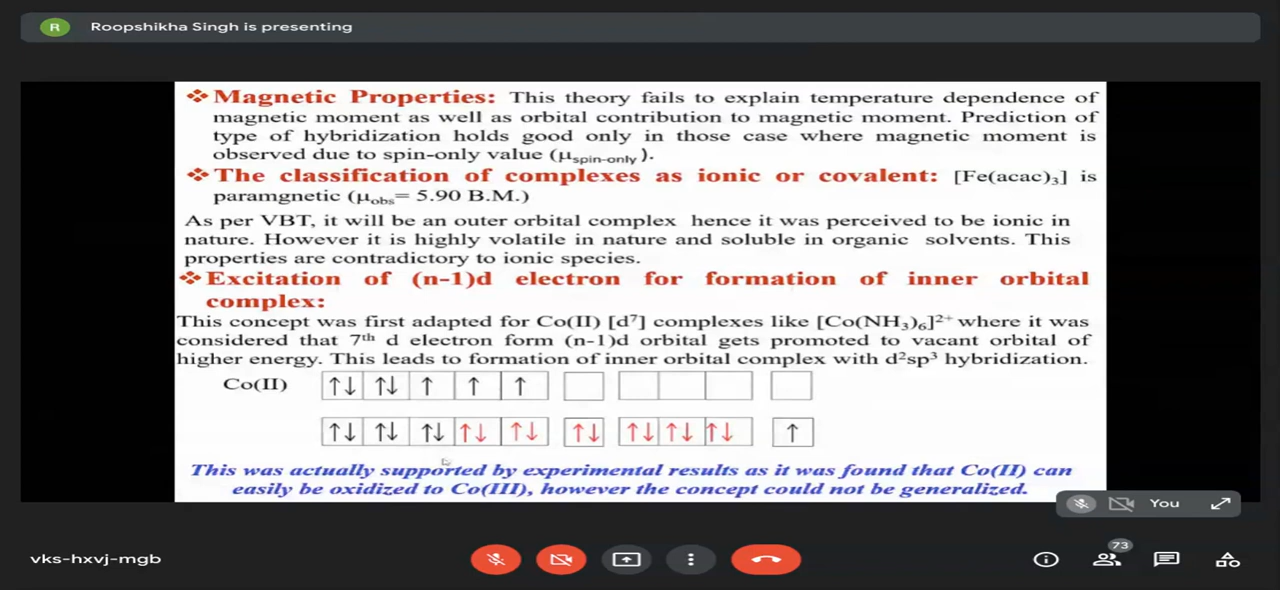 R Roopshikha Singh is presenting
❖ Magnetic Properties: This theory fails to explain temperature dependence of
magnetic moment as well as orbital contribution to magnetic moment. Prediction of
type of hybridization holds good only in those case where magnetic moment is
observed due to spin-only value (μspin-only).
❖ The classification of complexes as ionic or covalent: [Fe(acac)₃] is
paramgnetic (μobs= 5.90 B.M.)
As per VBT, it will be an outer orbital complex hence it was perceived to be ionic in
nature. However it is highly volatile in nature and soluble in organic solvents. This
properties are contradictory to ionic species.
❖ Excitation of (n-1)d electron for formation of inner orbital
complex:
This concept was first adapted for Co(II) [d⁷] complexes like [Co(NH₃)₆]²⁺ where it was
considered that 7ᵗʰ d electron form (n-1)d orbital gets promoted to vacant orbital of
higher energy. This leads to formation of inner orbital complex with d²sp³ hybridization.
Co(II) ↑↓ ↑↓ ↑ ↑ ↑
↑↓ ↑↓ ↑↓ ↑↓ ↑↓ ↑↓ ↑↓ ↑↓ ↑↓ ↑
This was actually supported by experimental results as it was found that Co(II) can
easily be oxidized to Co(III), however the concept could not be generalized.
You
vks-hxvj-mgb
73